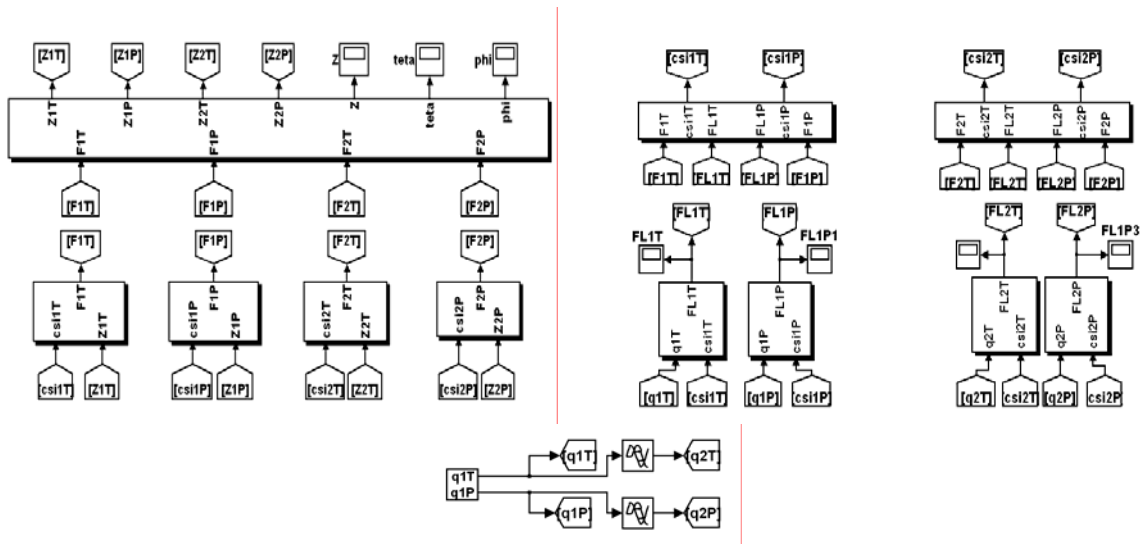 [Z1T] [Z1P] [Z2T] [Z2P] Z teta phi
Z1T Z1P Z2T Z2P Z teta phi
F1T F1P F2T F2P
[F1T] [F1P] [F2T] [F2P]
[F1T] [F1P] [F2T] [F2P]
F1T F1P F2T F2P
csi1T Z1T csi1P Z1P csi2T Z2T csi2P Z2P
[csi1T] [Z1T] [csi1P] [Z1P] [csi2T] [Z2T] [csi2P] [Z2P]
[csi1T] [csi1P]
F1T csi1T FL1T FL1P csi1P F1P
[F1T] [FL1T] [FL1P] [F1P]
[FL1T] [FL1P]
FL1T FL1P1
FL1T FL1P
q1T csi1T q1P csi1P
[q1T] [csi1T] [q1P] [csi1P]
[csi2T] [csi2P]
F2T csi2T FL2T FL2P csi2P F2P
[F2T] [FL2T] [FL2P] [F2P]
[FL2T] [FL2P]
FL1P3
FL2T FL2P
q2T csi2T q2P csi2P
[q2T] csi2T [q2P] csi2P
q1T [q1T] [q2T]
q1P [q1P] [q2P]